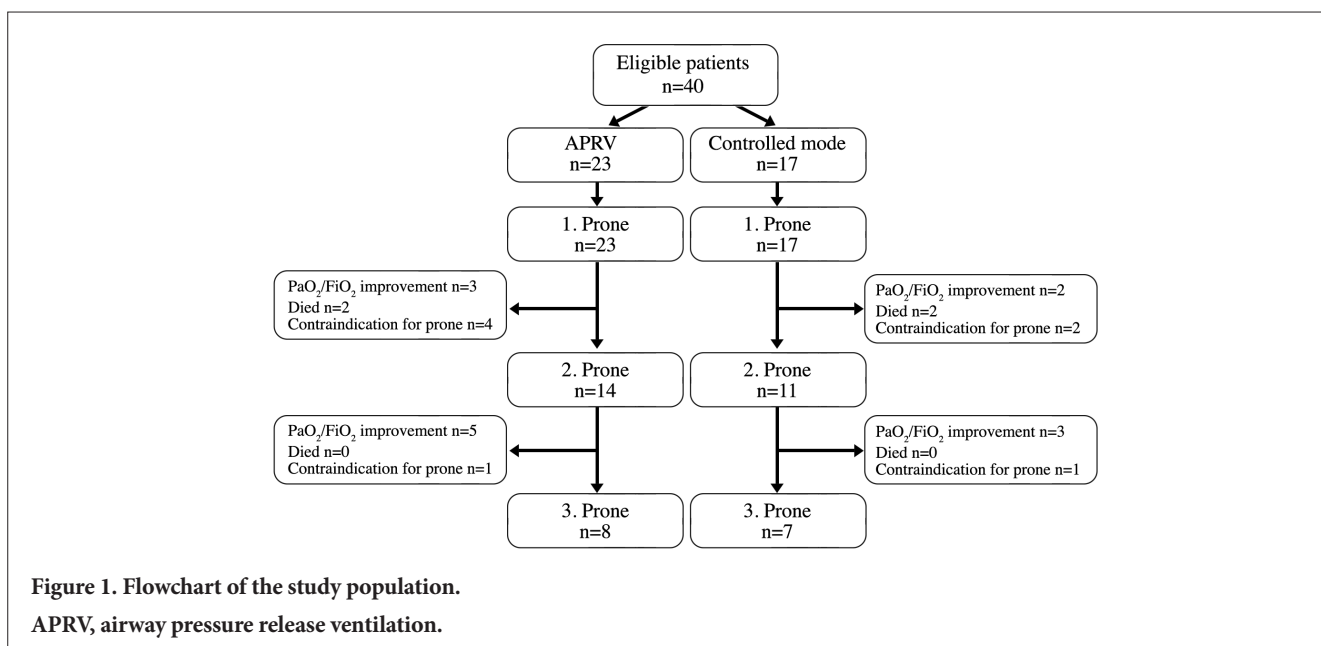 Eligible patients
n=40
APRV
n=23
Controlled mode
n=17
1. Prone
n=23
1. Prone
n=17
PaO₂/FiO₂ improvement n=3
Died n=2
Contraindication for prone n=4
PaO₂/FiO₂ improvement n=2
Died n=2
Contraindication for prone n=2
2. Prone
n=14
2. Prone
n=11
PaO₂/FiO₂ improvement n=5
Died n=0
Contraindication for prone n=1
PaO₂/FiO₂ improvement n=3
Died n=0
Contraindication for prone n=1
3. Prone
n=8
3. Prone
n=7
Figure 1. Flowchart of the study population.
APRV, airway pressure release ventilation.